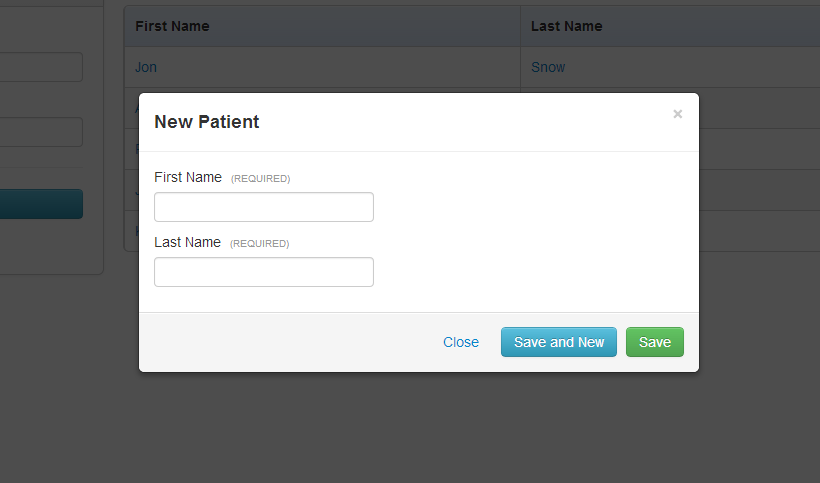 First Name Last Name
Jon Snow
New Patient ×
First Name (REQUIRED)
Last Name (REQUIRED)
Close Save and New Save